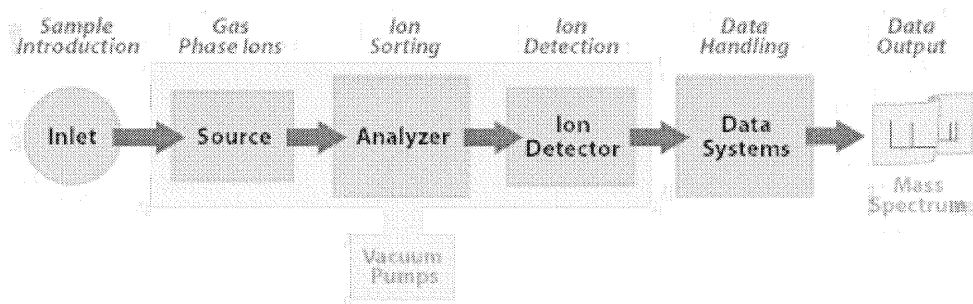 Sample Introduction
Gas Phase Ions
Ion Sorting
Ion Detection
Data Handling
Data Output
Inlet
Source
Analyzer
Ion Detector
Data Systems
Mass Spectrum
Vacuum Pumps